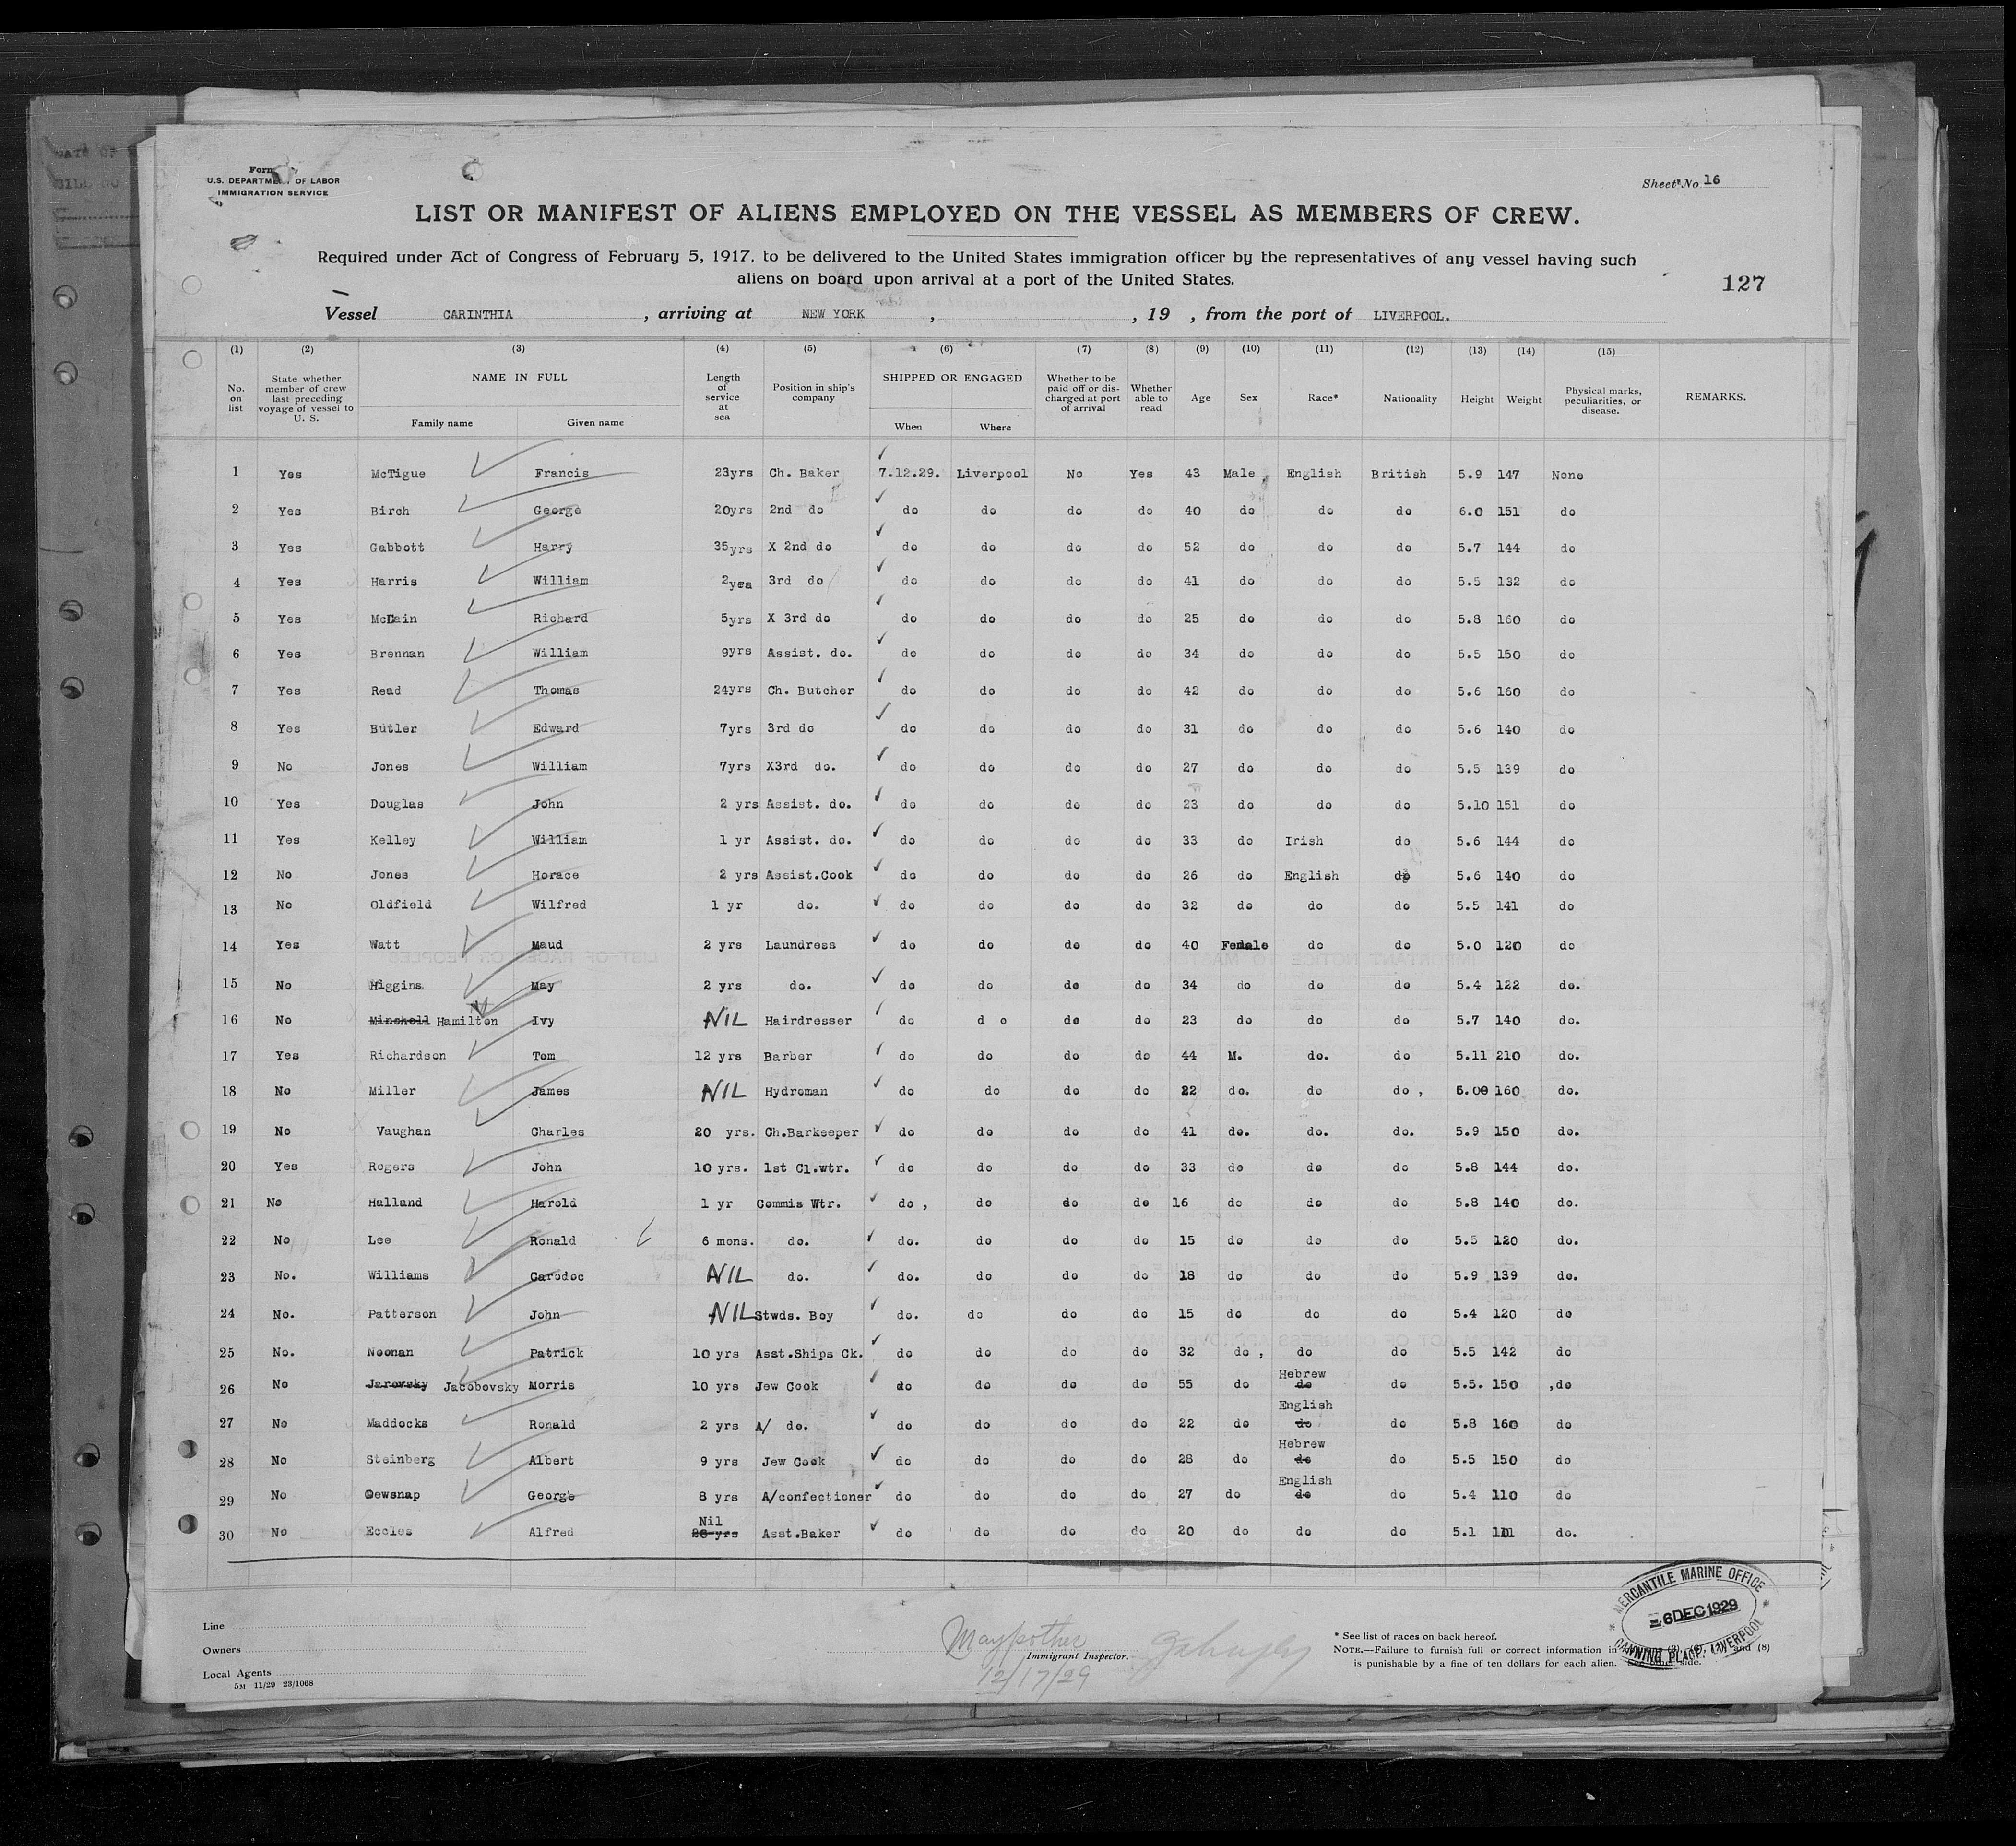 Form
U.S. DEPARTMENT OF LABOR
IMMIGRATION SERVICE
Sheet No 16
LIST OR MANIFEST OF ALIENS EMPLOYED ON THE VESSEL AS MEMBERS OF CREW.
Required under Act of Congress of February 5, 1917, to be delivered to the United States immigration officer by the representatives of any vessel having such
aliens on board upon arrival at a port of the United States.
127
Vessel CARINTHIA , arriving at NEW YORK , , 19 , from the port of LIVERPOOL.
(1) (2) (3) (4) (5) (6) (7) (8) (9) (10) (11) (12) (13) (14) (15)
No. on list State whether member of crew last preceding voyage of vessel to U. S. NAME IN FULL Family name Given name Length of service at sea Position in ship's company SHIPPED OR ENGAGED When Where Whether to be paid off or discharged at port of arrival Whether able to read Age Sex Race* Nationality Height Weight Physical marks, peculiarities, or disease. REMARKS.
1 Yes McTigue Francis 23yrs Ch. Baker 7.12.29. Liverpool No Yes 43 Male English British 5.9 147 None
2 Yes Birch George 20yrs 2nd do do do do do 40 do do do 6.0 151 do
3 Yes Gabbott Harry 35yrs X 2nd do do do do do 52 do do do 5.7 144 do
4 Yes Harris William 2yea 3rd do do do do do 41 do do do 5.5 132 do
5 Yes McCain Richard 5yrs X 3rd do do do do do 25 do do do 5.8 160 do
6 Yes Brennan William 9yrs Assist. do. do do do do 34 do do do 5.5 150 do
7 Yes Read Thomas 24yrs Ch. Butcher do do do do 42 do do do 5.6 160 do
8 Yes Butler Edward 7yrs 3rd do do do do do 31 do do do 5.6 140 do
9 No Jones William 7yrs X3rd do. do do do do 27 do do do 5.5 139 do
10 Yes Douglas John 2 yrs Assist. do. do do do do 23 do do do 5.10 151 do
11 Yes Kelley William 1 yr Assist. do. do do do do 33 do Irish do 5.6 144 do
12 No Jones Horace 2 yrs Assist.Cook do do do do 26 do English do 5.6 140 do
13 No Oldfield Wilfred 1 yr do. do do do do 32 do do do 5.5 141 do
14 Yes Watt Maud 2 yrs Laundress do do do do 40 Female do do 5.0 120 do
15 No Higgins May 2 yrs do. do do do do 34 do do do 5.4 122 do.
16 No Minshell Hamilton Ivy NIL Hairdresser do d o do do 23 do do do 5.7 140 do.
17 Yes Richardson Tom 12 yrs Barber do do do do 44 M. do. do 5.11 210 do.
18 No Miller James NIL Hydroman do do do do 22 do. do do , 6.00 160 do.
19 No Vaughan Charles 20 yrs. Ch.Barkeeper do do do do 41 do. do. do. 5.9 150 do.
20 Yes Rogers John 10 yrs. 1st Cl.wtr. do do do do 33 do do do 5.8 144 do.
21 No Halland Harold 1 yr Commis Wtr. do , do do do 16 do do do 5.8 140 do.
22 No Lee Ronald 6 mons. do. do. do do do 15 do do do 5.5 120 do.
23 No. Williams Carodoc NIL do. do. do do do 18 do do do 5.9 139 do.
24 No. Patterson John NIL Stwds. Boy do. do do do 15 do do do 5.4 120 do
25 No. Noonan Patrick 10 yrs Asst.Ships Ck. do do do do 32 do , do do 5.5 142 do
26 No Jarovsky Jacobovsky Morris 10 yrs Jew Cook do do do do 55 do do Hebrew do 5.5. 150 ,do
27 No Maddocks Ronald 2 yrs A/ do. do do do do 22 do do English do 5.8 160 do
28 No Steinberg Albert 9 yrs Jew Cook do do do do 28 do do Hebrew do 5.5 150 do
29 No Dewsnap George 8 yrs A/confectioner do do do do 27 do do English do 5.4 110 do
30 No Eccles Alfred Nil 26 yrs Asst.Baker do do do do 20 do do do 5.1 111 do.
Line
Owners
Local Agents
5M 11/29 23/1068
Maypother
Immigrant Inspector.
12/17/29
* See list of races on back hereof.
NOTE.—Failure to furnish full or correct information in (8)
is punishable by a fine of ten dollars for each alien. See other side.
MERCANTILE MARINE OFFICE
6 DEC 1929
CANNING PLACE, LIVERPOOL